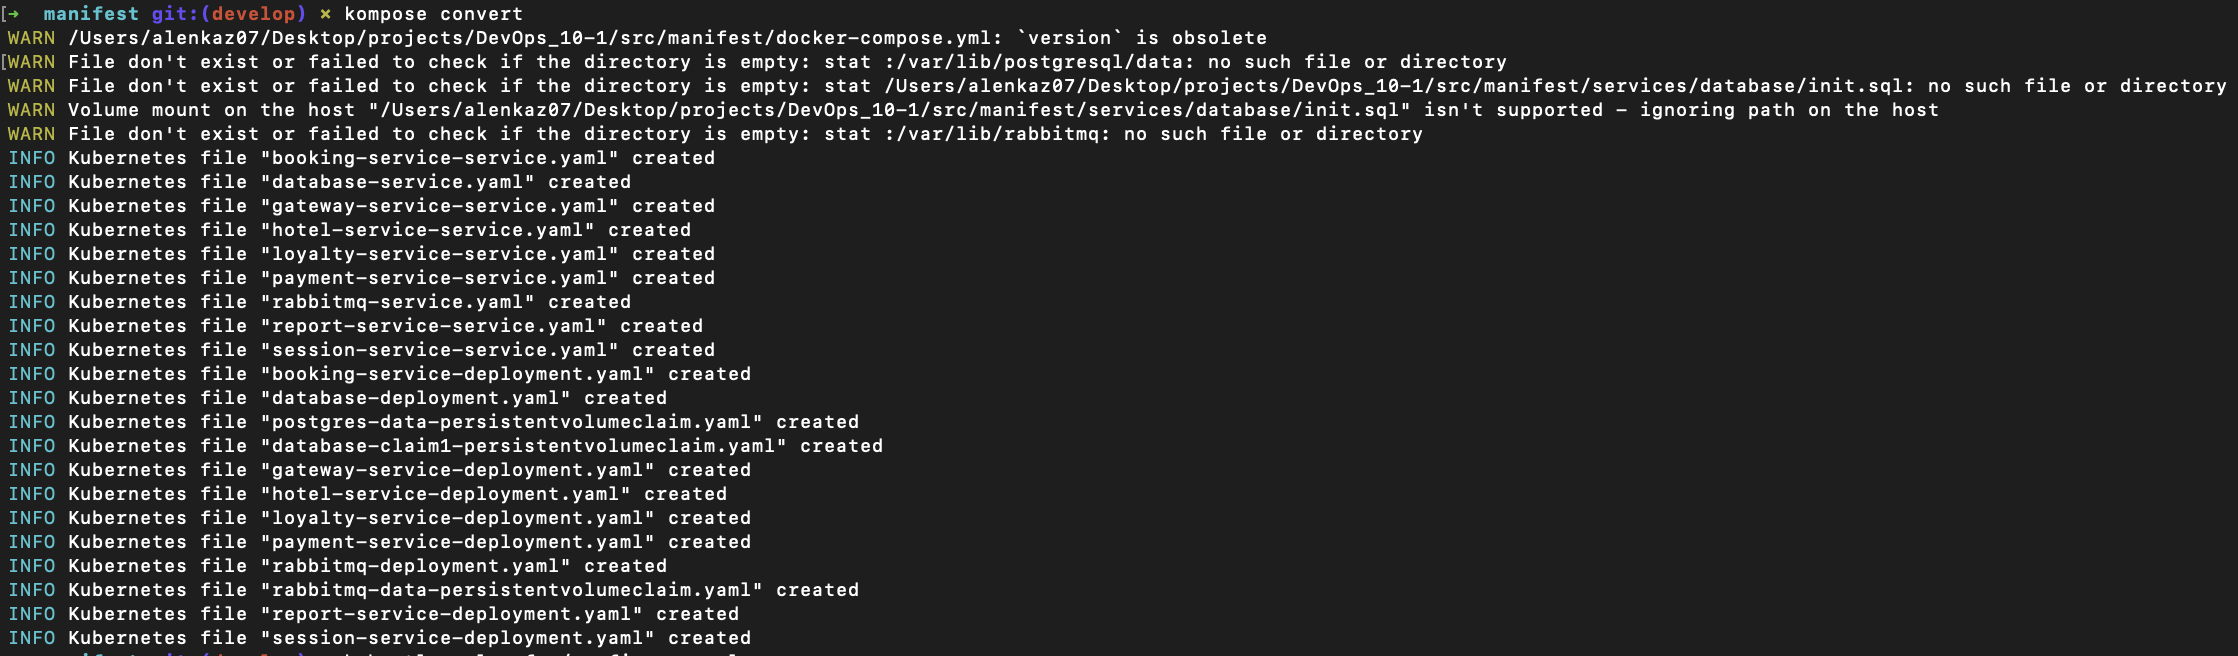 [➜  manifest git:(develop) ✗ kompose convert
WARN /Users/alenkaz07/Desktop/projects/DevOps_10-1/src/manifest/docker-compose.yml: `version` is obsolete
[WARN File don't exist or failed to check if the directory is empty: stat :/var/lib/postgresql/data: no such file or directory
WARN File don't exist or failed to check if the directory is empty: stat /Users/alenkaz07/Desktop/projects/DevOps_10-1/src/manifest/services/database/init.sql: no such file or directory
WARN Volume mount on the host "/Users/alenkaz07/Desktop/projects/DevOps_10-1/src/manifest/services/database/init.sql" isn't supported - ignoring path on the host
WARN File don't exist or failed to check if the directory is empty: stat :/var/lib/rabbitmq: no such file or directory
INFO Kubernetes file "booking-service-service.yaml" created
INFO Kubernetes file "database-service.yaml" created
INFO Kubernetes file "gateway-service-service.yaml" created
INFO Kubernetes file "hotel-service-service.yaml" created
INFO Kubernetes file "loyalty-service-service.yaml" created
INFO Kubernetes file "payment-service-service.yaml" created
INFO Kubernetes file "rabbitmq-service.yaml" created
INFO Kubernetes file "report-service-service.yaml" created
INFO Kubernetes file "session-service-service.yaml" created
INFO Kubernetes file "booking-service-deployment.yaml" created
INFO Kubernetes file "database-deployment.yaml" created
INFO Kubernetes file "postgres-data-persistentvolumeclaim.yaml" created
INFO Kubernetes file "database-claim1-persistentvolumeclaim.yaml" created
INFO Kubernetes file "gateway-service-deployment.yaml" created
INFO Kubernetes file "hotel-service-deployment.yaml" created
INFO Kubernetes file "loyalty-service-deployment.yaml" created
INFO Kubernetes file "payment-service-deployment.yaml" created
INFO Kubernetes file "rabbitmq-deployment.yaml" created
INFO Kubernetes file "rabbitmq-data-persistentvolumeclaim.yaml" created
INFO Kubernetes file "report-service-deployment.yaml" created
INFO Kubernetes file "session-service-deployment.yaml" created